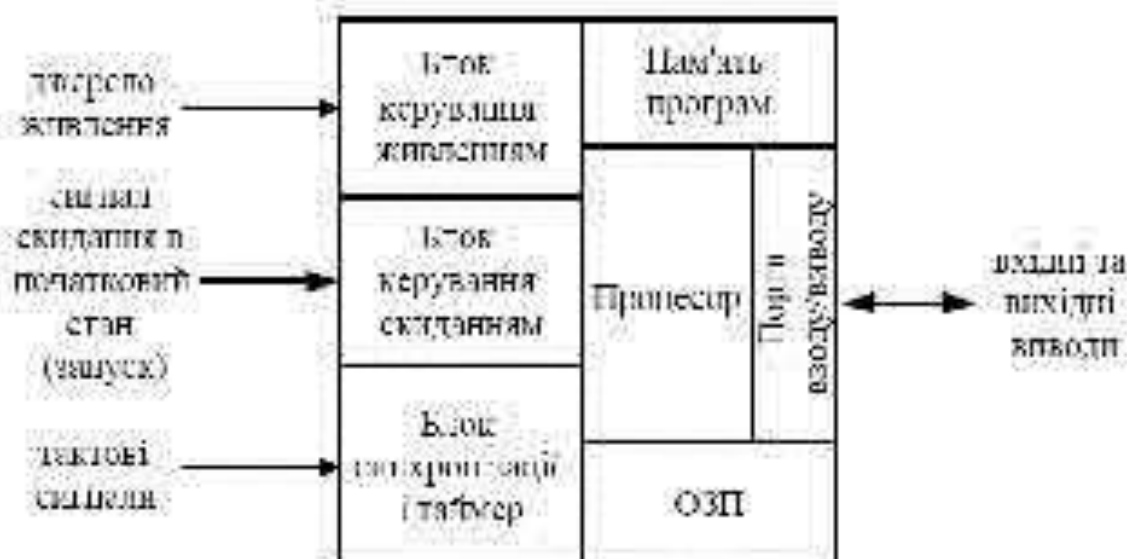 джерело
живлення
сигнал
скидання в
початковий
стан
(запуск)
тактові
сигнали
Блок
керування
живленням
Блок
керування
скиданням
Блок
синхронізації
і таймер
Пам'ять
програм
Процесор
Порти
вводу/виводу
ОЗП
вхідні та
вихідні
виводи